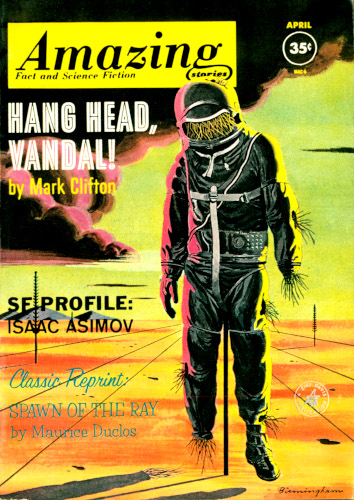 APRIL
35¢
Amazing
Fact and Science Fiction
stories
HANG HEAD,
VANDAL!
by Mark Clifton
SF PROFILE:
ISAAC ASIMOV
Classic Reprint:
SPAWN OF THE RAY
by Maurice Duclos
Birmingham